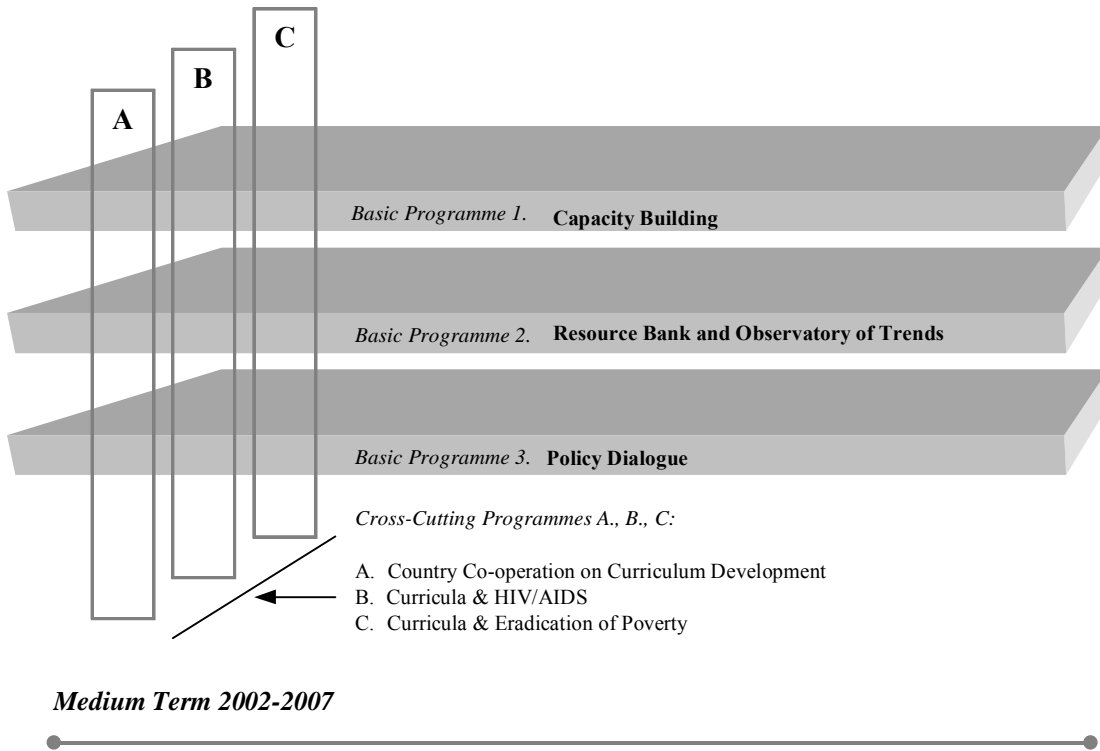 C
B
A
Basic Programme 1. Capacity Building
Basic Programme 2. Resource Bank and Observatory of Trends
Basic Programme 3. Policy Dialogue
Cross-Cutting Programmes A., B., C:
A. Country Co-operation on Curriculum Development
B. Curricula & HIV/AIDS
C. Curricula & Eradication of Poverty
Medium Term 2002-2007